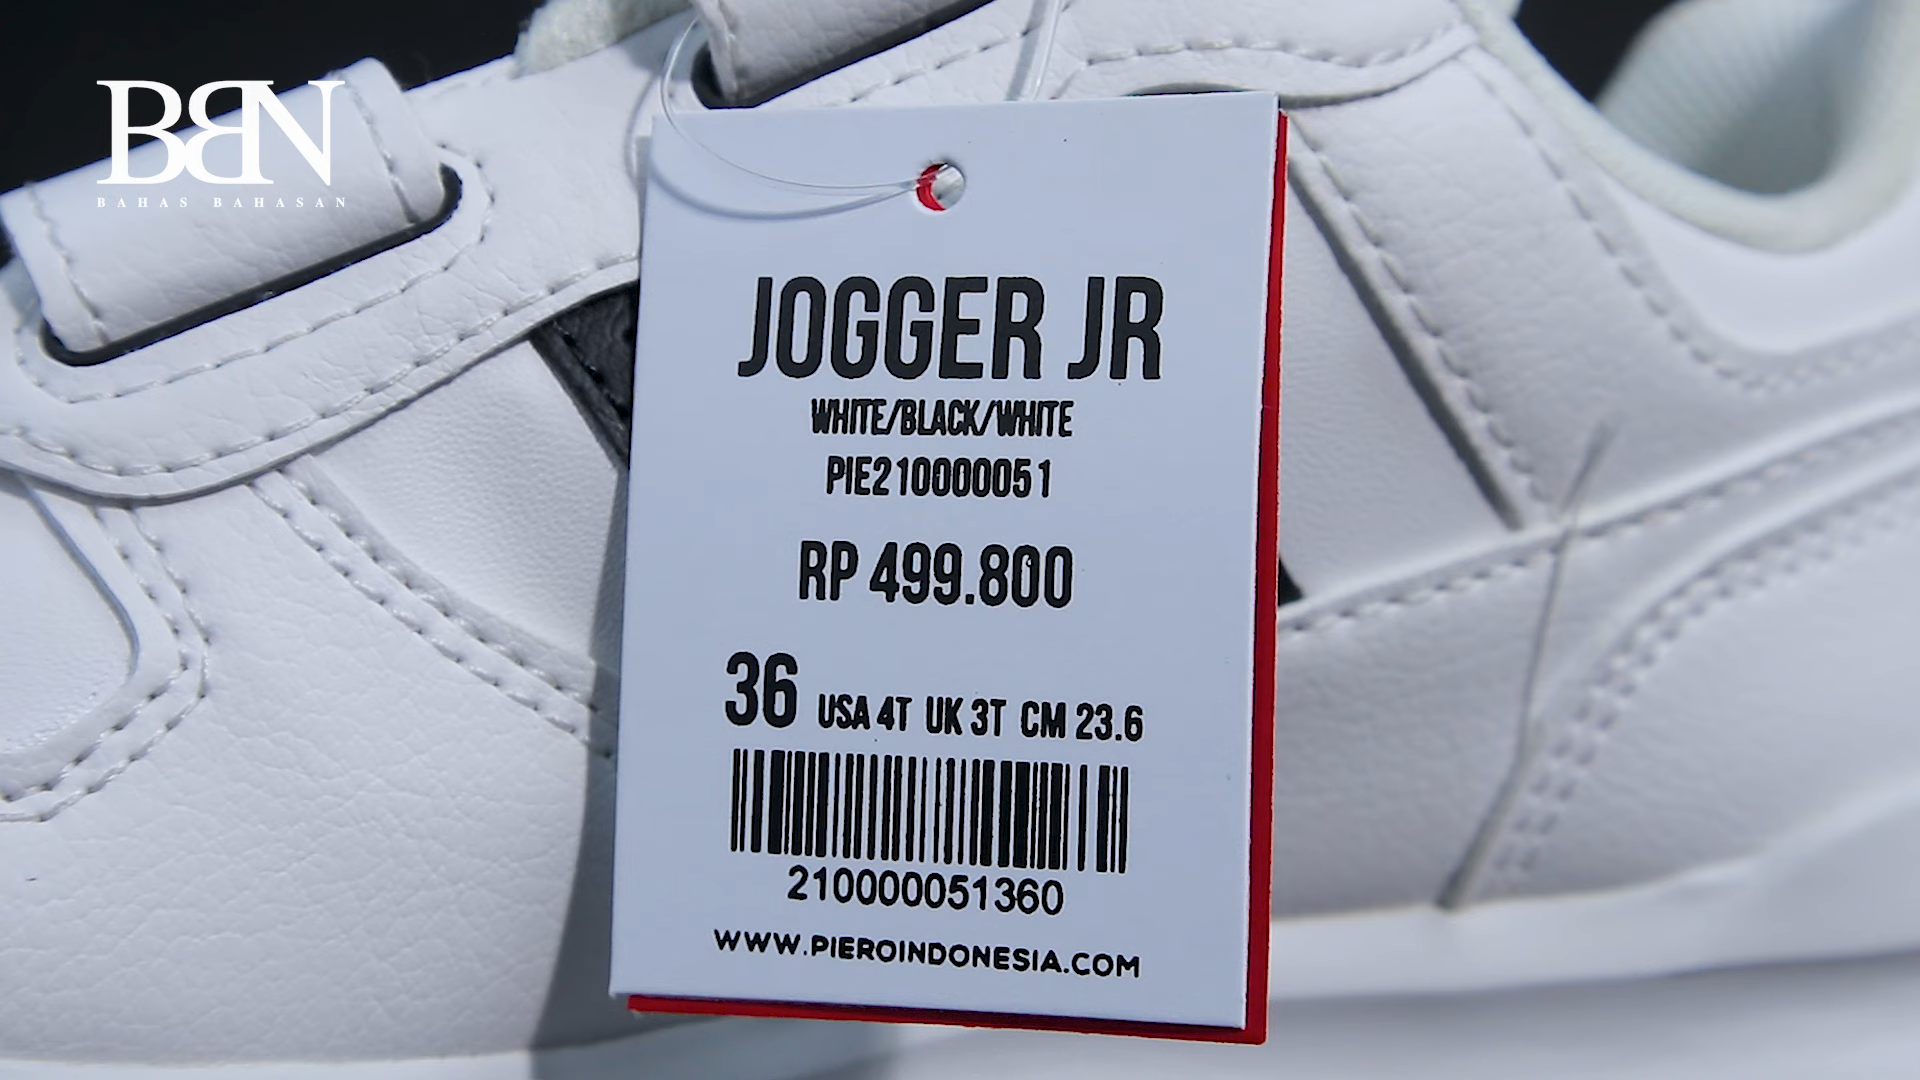 BBN
BAHAS BAHASAN
JOGGER JR
WHITE/BLACK/WHITE
PIE210000051
RP 499.800
36 USA 4T UK 3T CM 23.6
210000051360
WWW.PIEROINDONESIA.COM